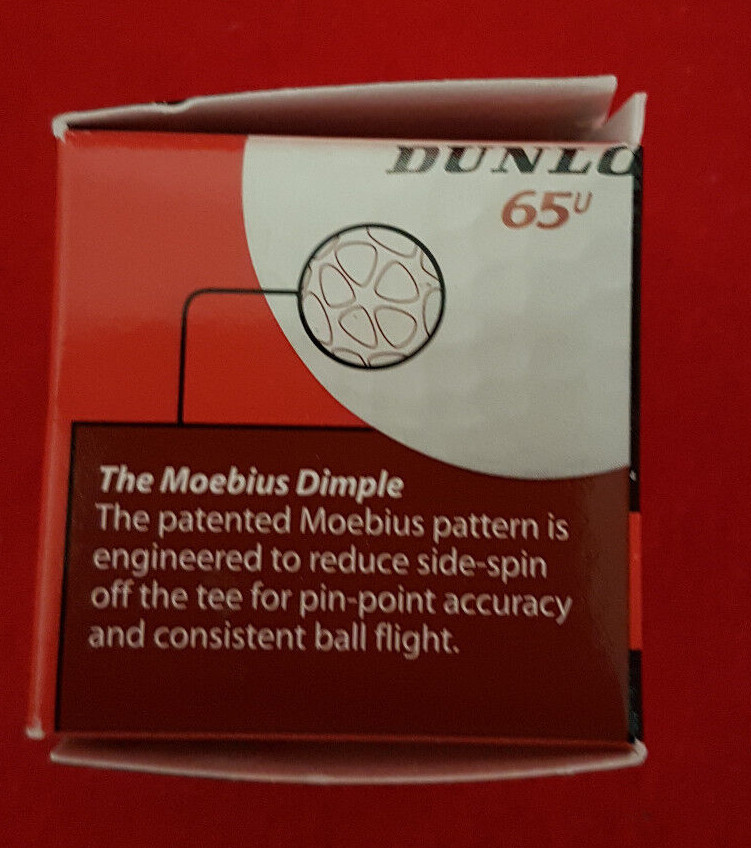 DUNLO
65U
The Moebius Dimple
The patented Moebius pattern is
engineered to reduce side-spin
off the tee for pin-point accuracy
and consistent ball flight.